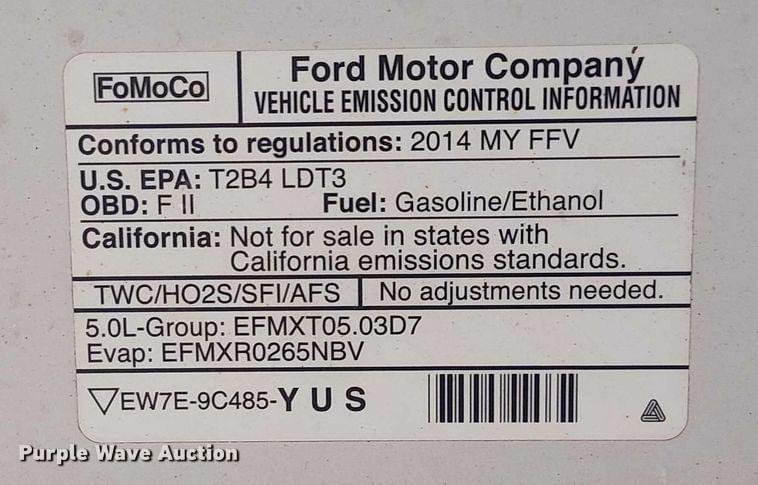 FoMoCo
Ford Motor Company
VEHICLE EMISSION CONTROL INFORMATION
Conforms to regulations: 2014 MY FFV
U.S. EPA: T2B4 LDT3
OBD: F II Fuel: Gasoline/Ethanol
California: Not for sale in states with
California emissions standards.
TWC/HO2S/SFI/AFS No adjustments needed.
5.0L-Group: EFMXT05.03D7
Evap: EFMXR0265NBV
EW7E-9C485-Y U S
Purple Wave Auction